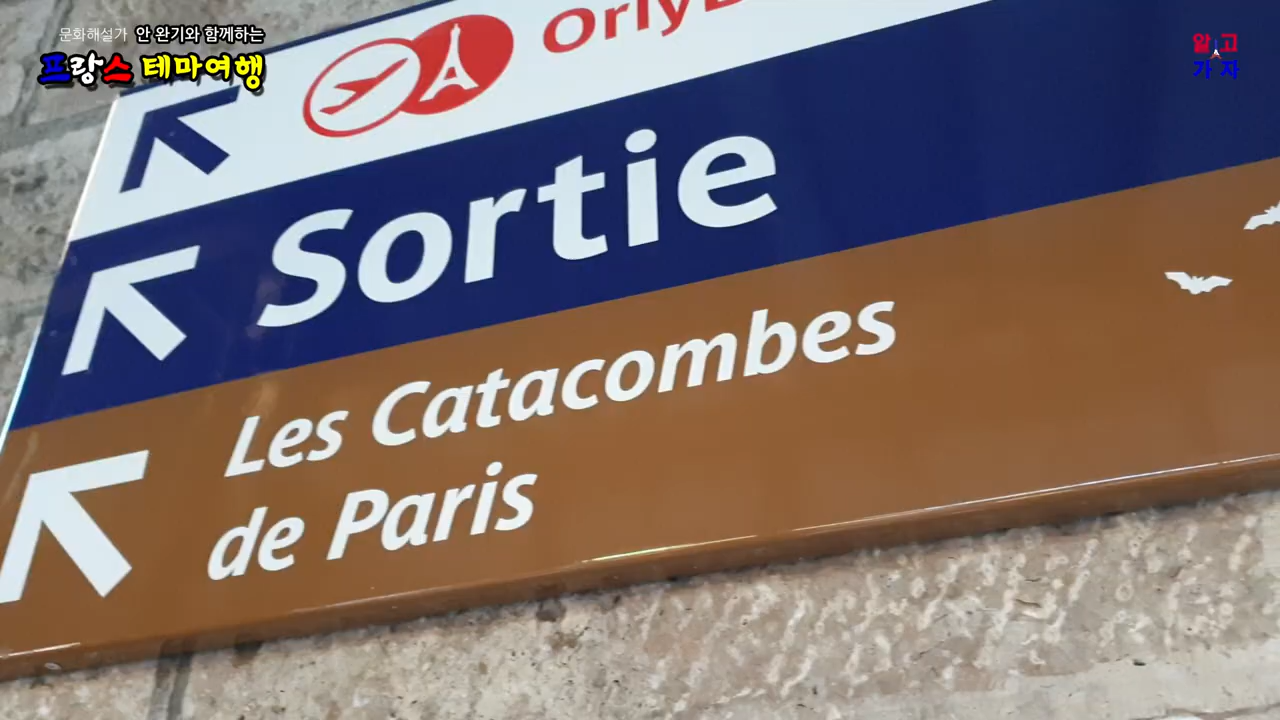 문화해설가 안 완기와 함께하는
프랑스 테마여행
알고
가자
Sortie
Les Catacombes
de Paris